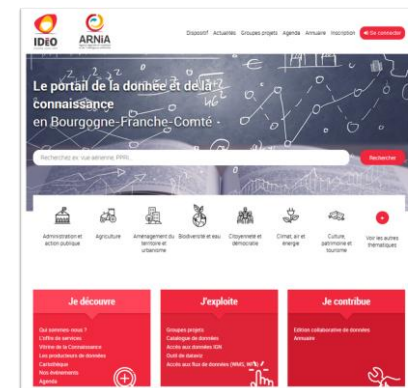 IDéO
ARNia
Dispositif Actualités Groupes projets Agenda Annuaire Inscription Se connecter
Le portail de la donnée et de la
connaissance
en Bourgogne-Franche-Comté
Recherchez ex: vue aérienne, PPRI... Rechercher
Administration et
action publique
Agriculture
Aménagement du
territoire et
urbanisme
Biodiversité et eau
Citoyenneté et
démocratie
Climat, air et
énergie
Culture,
patrimoine et
tourisme
Voir les autres
thématiques
Je découvre
Qui sommes-nous ?
L'offre de services
Vitrine de la Connaissance
Les producteurs de données
Cartothèque
Nos événements
Agenda
J'exploite
Groupes projets
Catalogue de données
Accès aux données IGN
Outil de dataviz
Accès aux flux de données (WMS, WFS)
Je contribue
Edition collaborative de données
Annuaire